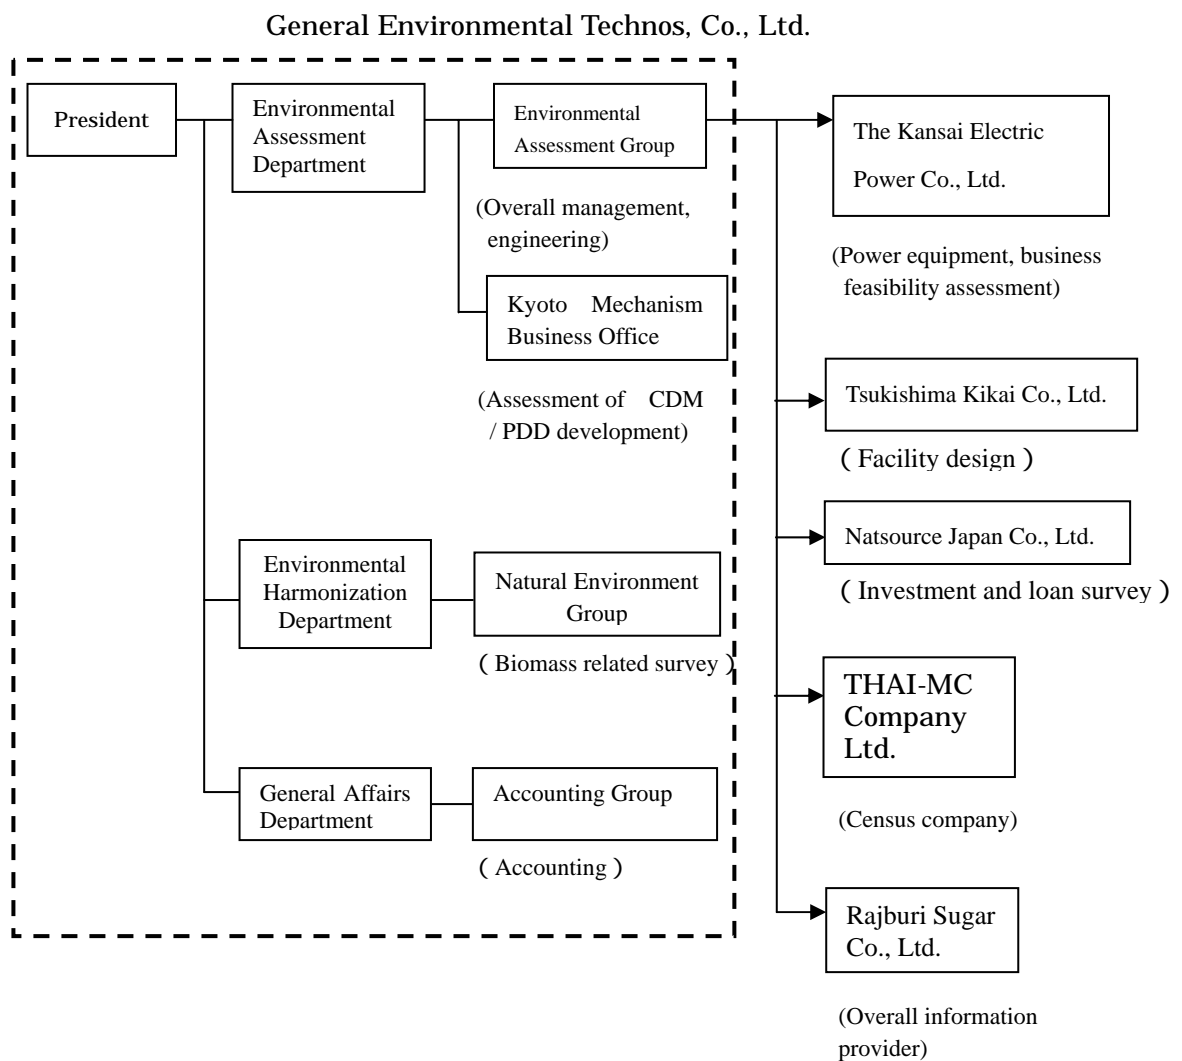 General Environmental Technos, Co., Ltd.
President
Environmental
Assessment
Department
Environmental
Assessment Group
(Overall management,
engineering)
Kyoto Mechanism
Business Office
(Assessment of CDM
/ PDD development)
Environmental
Harmonization
Department
Natural Environment
Group
( Biomass related survey )
General Affairs
Department
Accounting Group
( Accounting )
The Kansai Electric
Power Co., Ltd.
(Power equipment, business
feasibility assessment)
Tsukishima Kikai Co., Ltd.
( Facility design )
Natsource Japan Co., Ltd.
( Investment and loan survey )
THAI-MC
Company
Ltd.
(Census company)
Rajburi Sugar
Co., Ltd.
(Overall information
provider)